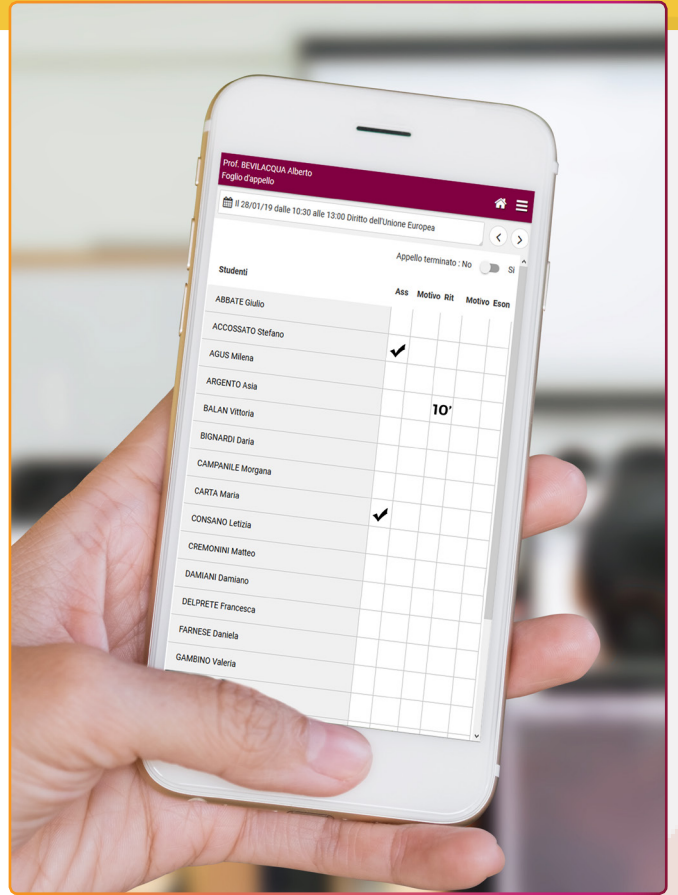 Prof. BEVILACQUA Alberto
Foglio d'appello
Il 28/01/19 dalle 10:30 alle 13:00 Diritto dell'Unione Europea
Appello terminato : No Sì
Studenti Ass Motivo Rit Motivo Eson
ABBATE Giulio
ACCOSSATO Stefano
AGUS Milena
ARGENTO Asia 10'
BALAN Vittoria
BIGNARDI Daria
CAMPANILE Morgana
CARTA Maria
CONSANO Letizia
CREMONINI Matteo
DAMIANI Damiano
DELPRETE Francesca
FARNESE Daniela
GAMBINO Valeria